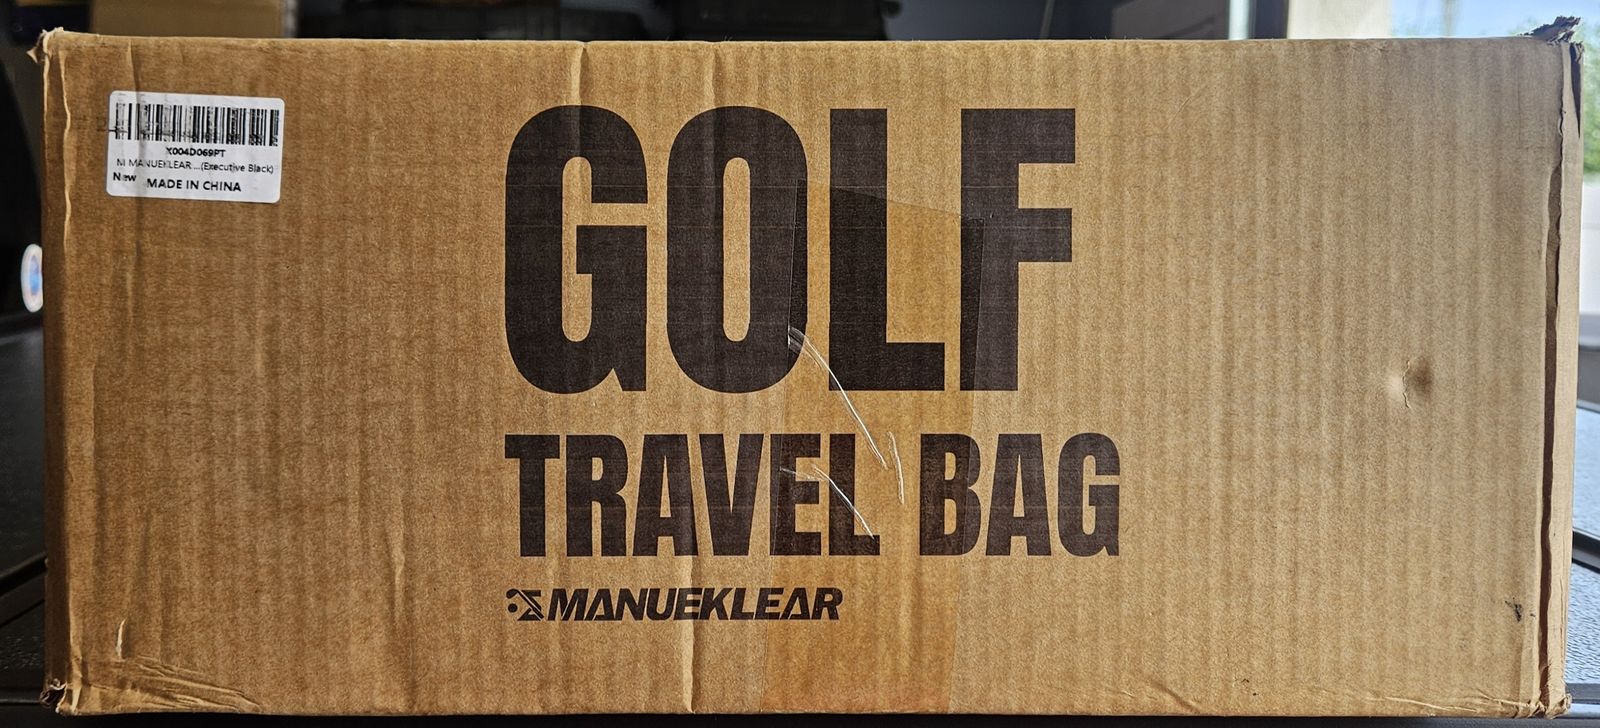 X004D069PT
M MANUEKLEAR ...(Executive Black)
New MADE IN CHINA
GOLF
TRAVEL BAG
MANUEKLEAR